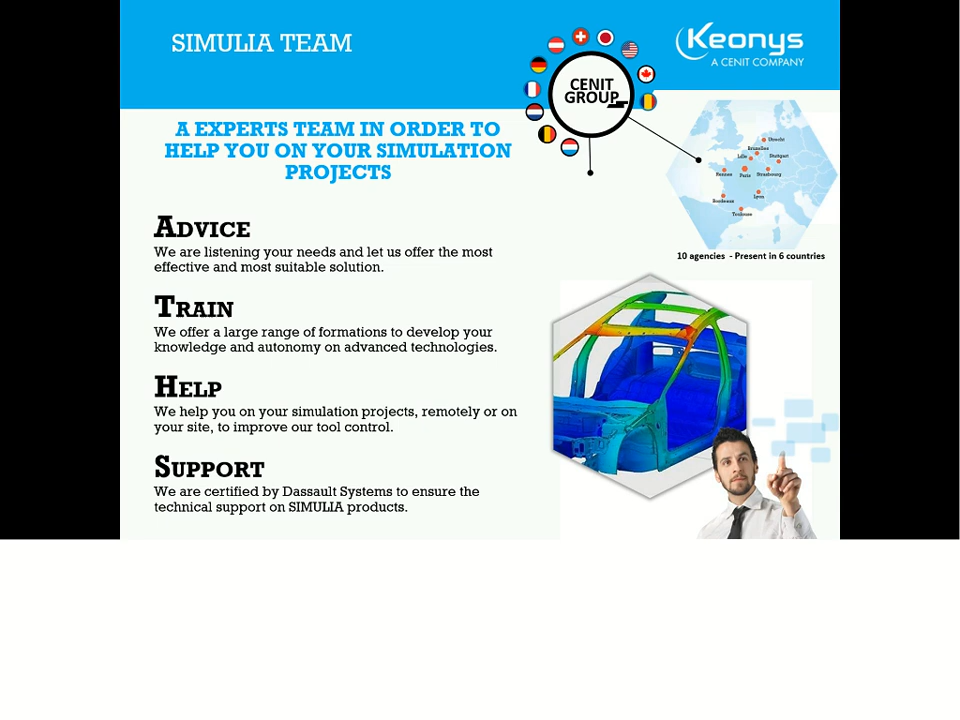 SIMULIA TEAM
CENIT
GROUP
Keonys
A CENIT COMPANY
A EXPERTS TEAM IN ORDER TO
HELP YOU ON YOUR SIMULATION
PROJECTS
Utrecht
Bruxelles
Lille
Stuttgart
Rennes
Paris
Strasbourg
Lyon
Bordeaux
Toulouse
10 agencies - Present in 6 countries
ADVICE
We are listening your needs and let us offer the most
effective and most suitable solution.
TRAIN
We offer a large range of formations to develop your
knowledge and autonomy on advanced technologies.
HELP
We help you on your simulation projects, remotely or on
your site, to improve our tool control.
SUPPORT
We are certified by Dassault Systems to ensure the
technical support on SIMULIA products.